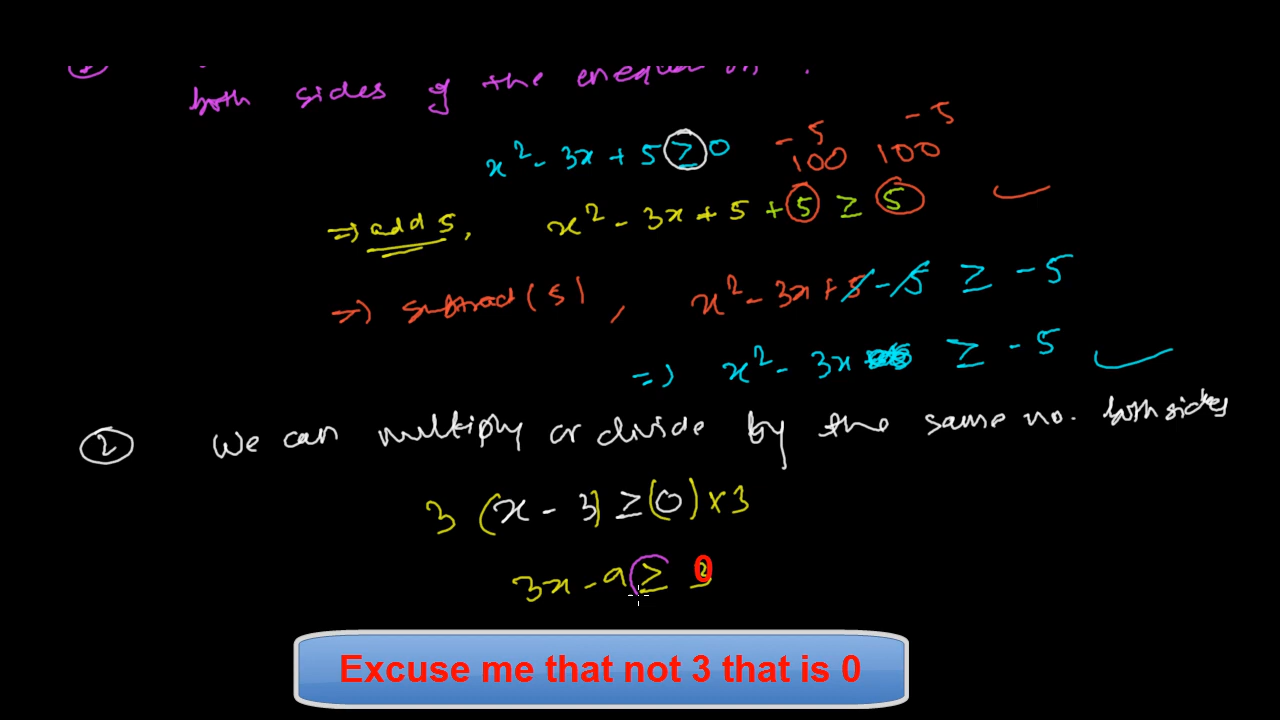 both sides of the
x² - 3x + 5 ≥ 0 -5 100 -5 100
=> add 5, x² - 3x + 5 + 5 ≥ 5
=> subtract (5), x² - 3x + 5 - 5 ≥ -5
=> x² - 3x ≥ -5
② We can multiply or divide by the same no. both sides
3 (x - 3) ≥ (0) × 3
3x - 9 ≥ 0
Excuse me that not 3 that is 0